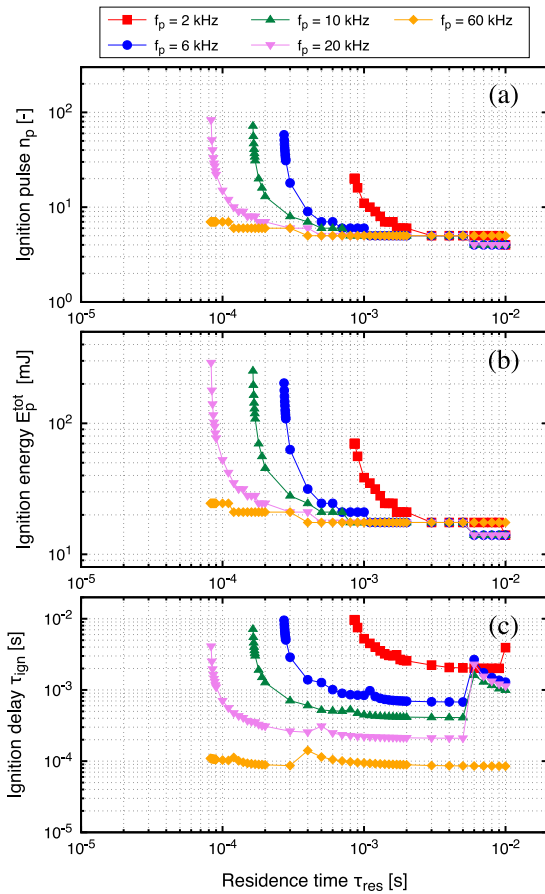 f_p = 2 kHz f_p = 10 kHz f_p = 60 kHz
f_p = 6 kHz f_p = 20 kHz
(a)
Ignition pulse n_p [-]
10^2
10^1
10^0
10^-5 10^-4 10^-3 10^-2
(b)
Ignition energy E_p^tot [mJ]
10^2
10^1
10^-5 10^-4 10^-3 10^-2
(c)
Ignition delay τ_ign [s]
10^-2
10^-3
10^-4
10^-5
10^-5 10^-4 10^-3 10^-2
Residence time τ_res [s]